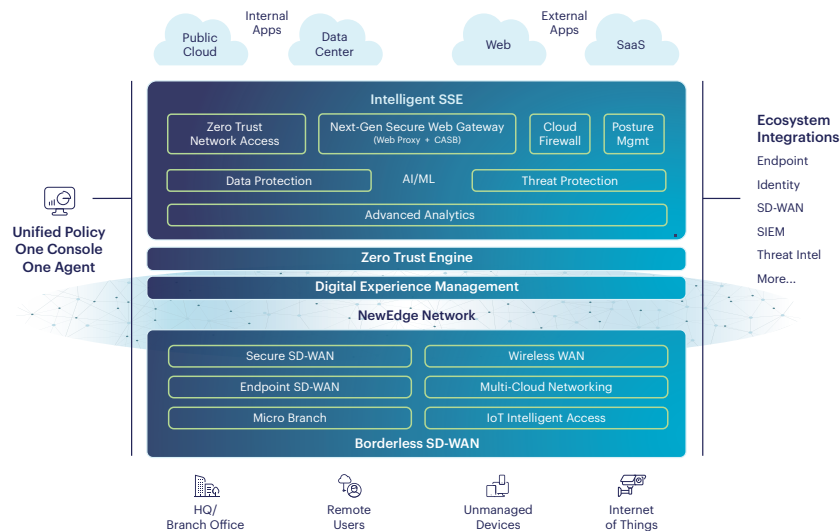 Internal
Apps
External
Apps
Public
Cloud
Data
Center
Web
SaaS
Intelligent SSE
Zero Trust
Network Access
Next-Gen Secure Web Gateway
(Web Proxy + CASB)
Cloud
Firewall
Posture
Mgmt
Data Protection
AI/ML
Threat Protection
Advanced Analytics
Zero Trust Engine
Digital Experience Management
NewEdge Network
Secure SD-WAN
Wireless WAN
Endpoint SD-WAN
Multi-Cloud Networking
Micro Branch
IoT Intelligent Access
Borderless SD-WAN
Unified Policy
One Console
One Agent
Ecosystem
Integrations
Endpoint
Identity
SD-WAN
SIEM
Threat Intel
More...
HQ/
Branch Office
Remote
Users
Unmanaged
Devices
Internet
of Things